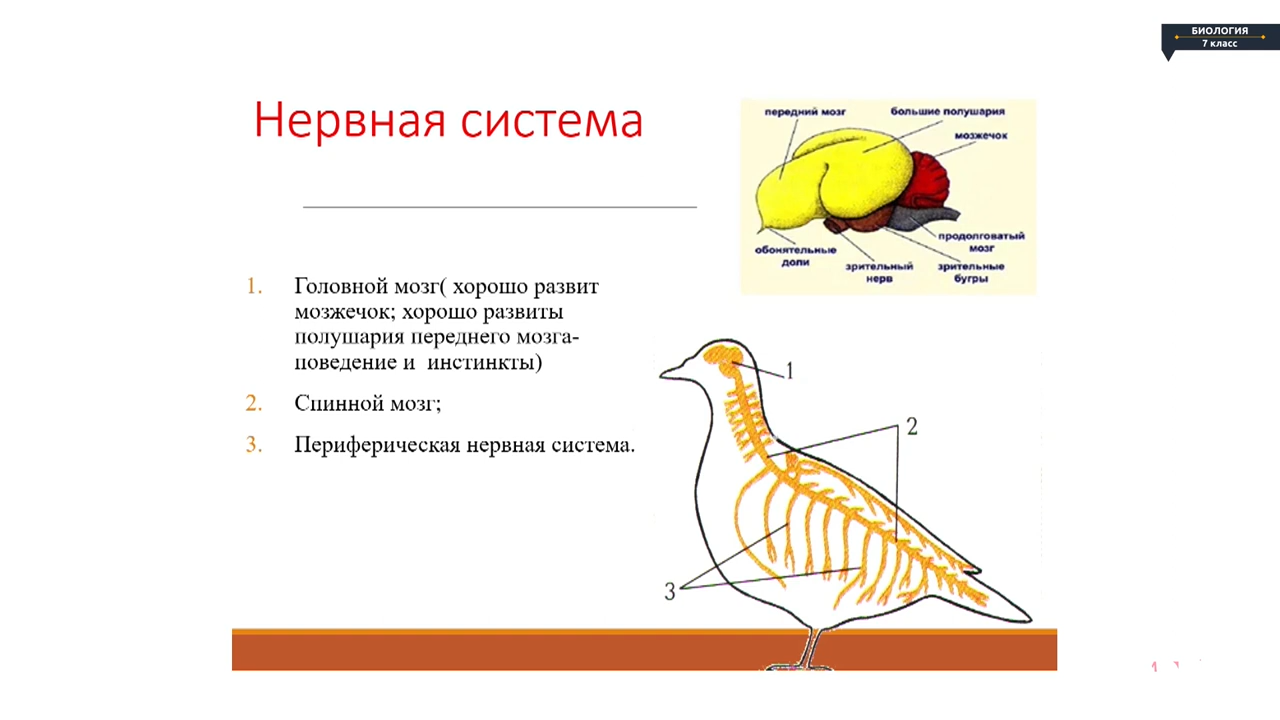 БИОЛОГИЯ
7 класс
Нервная система
передний мозг
большие полушария
мозжечок
обонятельные
доли
зрительный
нерв
зрительные
бугры
продолговатый
мозг
1. Головной мозг( хорошо развит
мозжечок; хорошо развиты
полушария переднего мозга-
поведение и инстинкты)
2. Спинной мозг;
3. Периферическая нервная система.
1
2
3